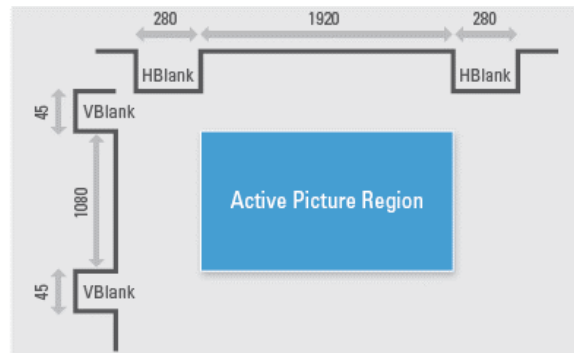 280 1920 280
HBlank HBlank
45 VBlank
1080
Active Picture Region
45 VBlank